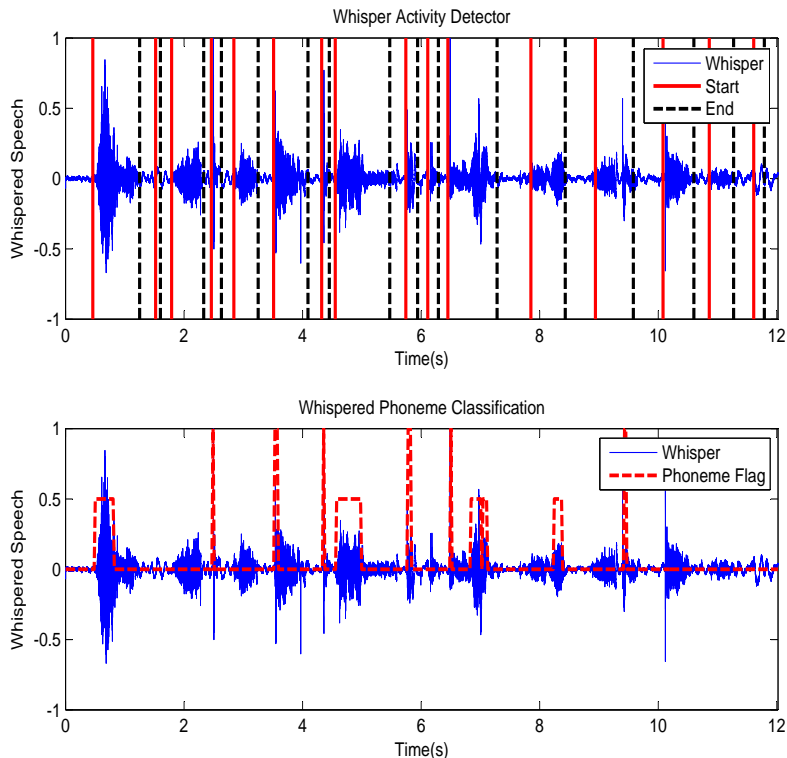 Whisper Activity Detector
1
0.5
0
-0.5
-1
Whispered Speech
Whisper
Start
End
0 2 4 6 8 10 12
Time(s)
Whispered Phoneme Classification
1
0.5
0
-0.5
-1
Whispered Speech
Whisper
Phoneme Flag
0 2 4 6 8 10 12
Time(s)